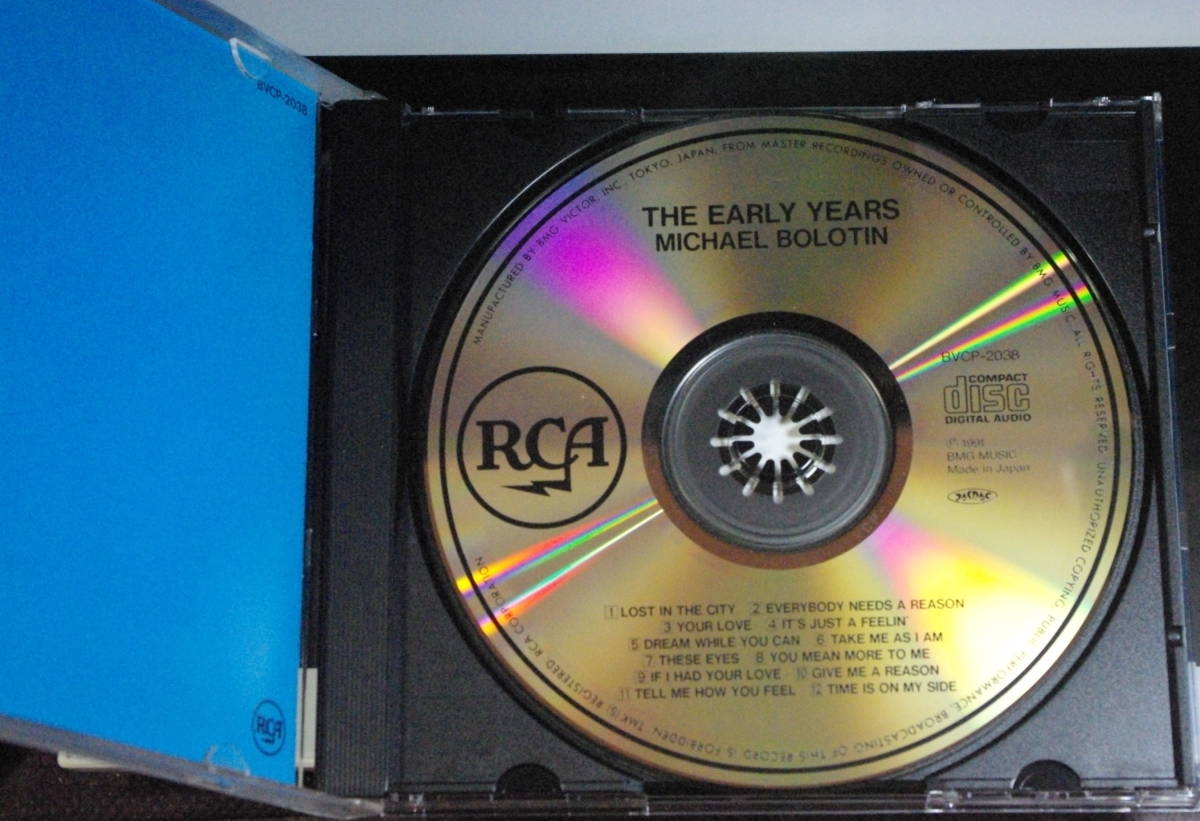 BVCP-2038
RCA
MANUFACTURED BY BMG VICTOR, INC., TOKYO, JAPAN, FROM MASTER RECORDINGS OWNED OR CONTROLLED BY BMG MUSIC. ALL RIGHTS RESERVED. UNAUTHORIZED COPYING, PUBLIC PERFORMANCE, BROADCASTING OF THIS RECORD IS FORBIDDEN. TMK(S) REGISTERED, RCA CORPORATION
THE EARLY YEARS
MICHAEL BOLOTIN
RCA
BVCP-2038
COMPACT
disc
DIGITAL AUDIO
Ⓟ 1991
BMG MUSIC
Made in Japan
JASRAC
1 LOST IN THE CITY 2 EVERYBODY NEEDS A REASON
3 YOUR LOVE 4 IT'S JUST A FEELIN'
5 DREAM WHILE YOU CAN 6 TAKE ME AS I AM
7 THESE EYES 8 YOU MEAN MORE TO ME
9 IF I HAD YOUR LOVE 10 GIVE ME A REASON
11 TELL ME HOW YOU FEEL 12 TIME IS ON MY SIDE